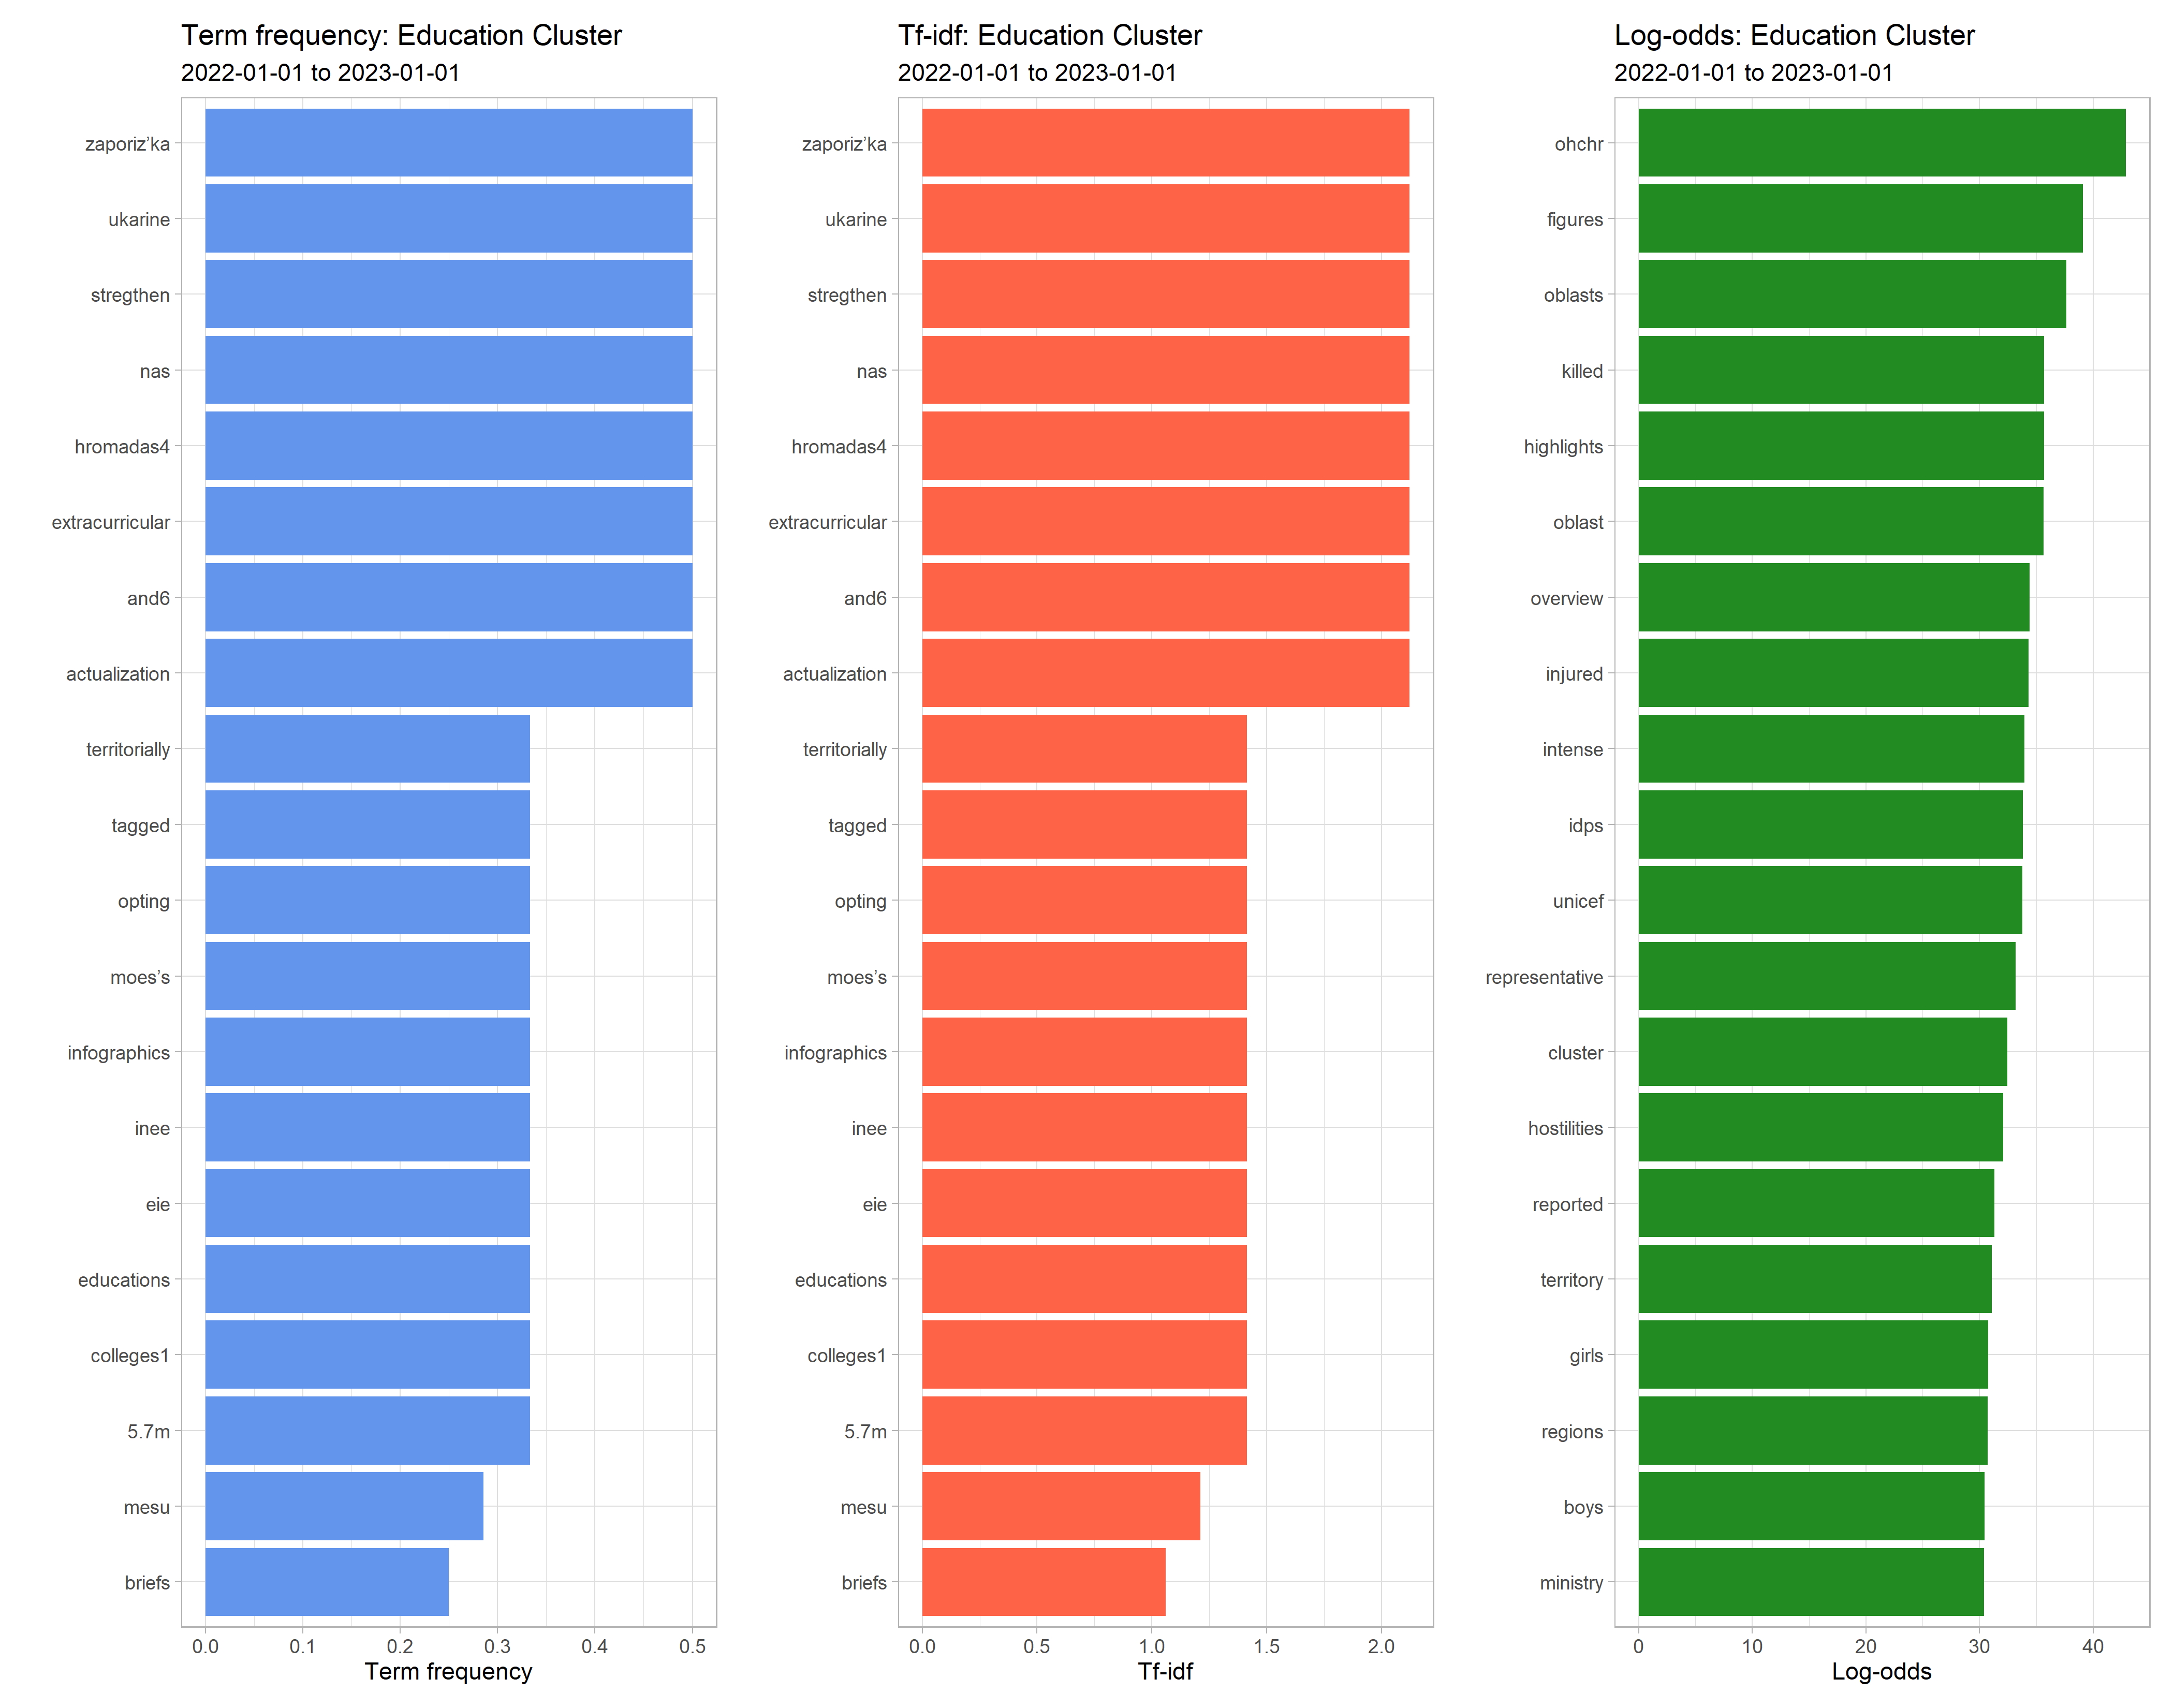 Term frequency: Education Cluster
2022-01-01 to 2023-01-01
zaporiz’ka
ukarine
stregthen
nas
hromadas4
extracurricular
and6
actualization
territorially
tagged
opting
moes’s
infographics
inee
eie
educations
colleges1
5.7m
mesu
briefs
0.0 0.1 0.2 0.3 0.4 0.5
Term frequency
Tf-idf: Education Cluster
2022-01-01 to 2023-01-01
zaporiz’ka
ukarine
stregthen
nas
hromadas4
extracurricular
and6
actualization
territorially
tagged
opting
moes’s
infographics
inee
eie
educations
colleges1
5.7m
mesu
briefs
0.0 0.5 1.0 1.5 2.0
Tf-idf
Log-odds: Education Cluster
2022-01-01 to 2023-01-01
ohchr
figures
oblasts
killed
highlights
oblast
overview
injured
intense
idps
unicef
representative
cluster
hostilities
reported
territory
girls
regions
boys
ministry
0 10 20 30 40
Log-odds